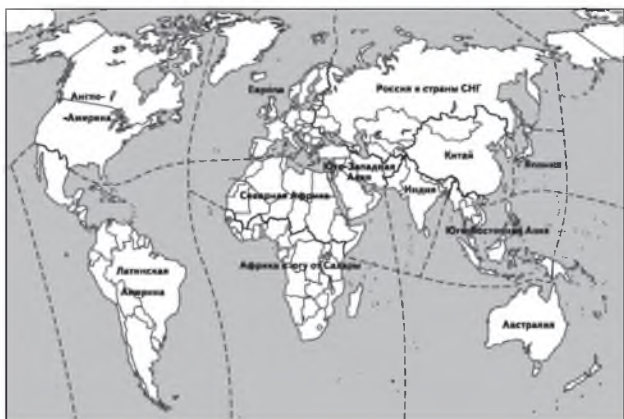 Англо-
-Америка
Европа
Россия и страны СНГ
Китай
Япония
Юго-Западная
Азия
Индия
Северная Африка
Юго-Восточная Азия
Африка к югу от Сахары
Латинская
Америка
Австралия